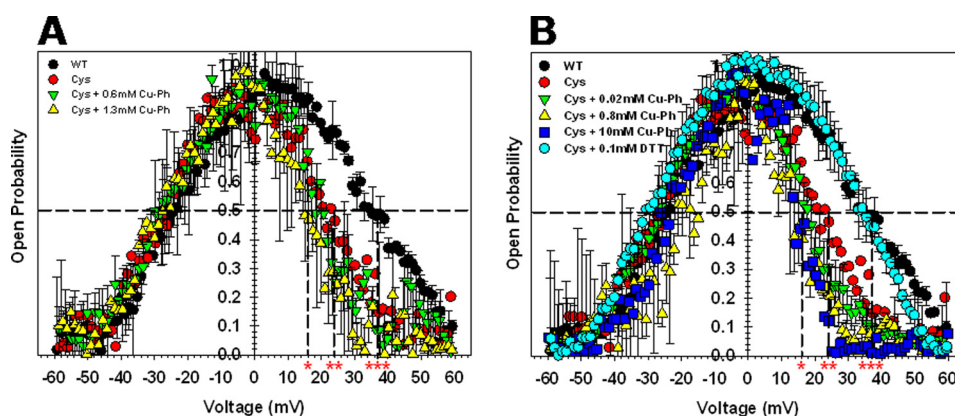 A
WT
Cys
Cys + 0.6mM Cu-Ph
Cys + 1.3mM Cu-Ph
Open Probability
0.6
0.5
0.4
0.3
0.2
0.1
0.0
-60 -50 -40 -30 -20 -10 0 10 20 30 40 50 60
* ** ***
Voltage (mV)
B
WT
Cys
Cys + 0.02mM Cu-Ph
Cys + 0.8mM Cu-Ph
Cys + 10mM Cu-Ph
Cys + 0.1mM DTT
Open Probability
0.5
0.4
0.3
0.2
0.1
0.0
-60 -50 -40 -30 -20 -10 0 10 20 30 40 50 60
* ** ***
Voltage (mV)